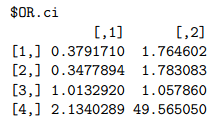 $OR.ci
[,1] [,2]
[1,] 0.3791710 1.764602
[2,] 0.3477894 1.783083
[3,] 1.0132920 1.057860
[4,] 2.1340289 49.565050